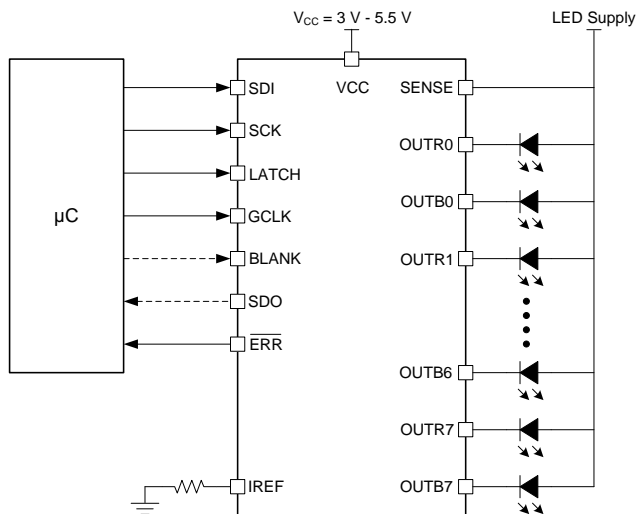 V_CC = 3 V - 5.5 V
LED Supply
µC
SDI
SCK
LATCH
GCLK
BLANK
SDO
ERR
IREF
VCC
SENSE
OUTR0
OUTB0
OUTR1
OUTB6
OUTR7
OUTB7